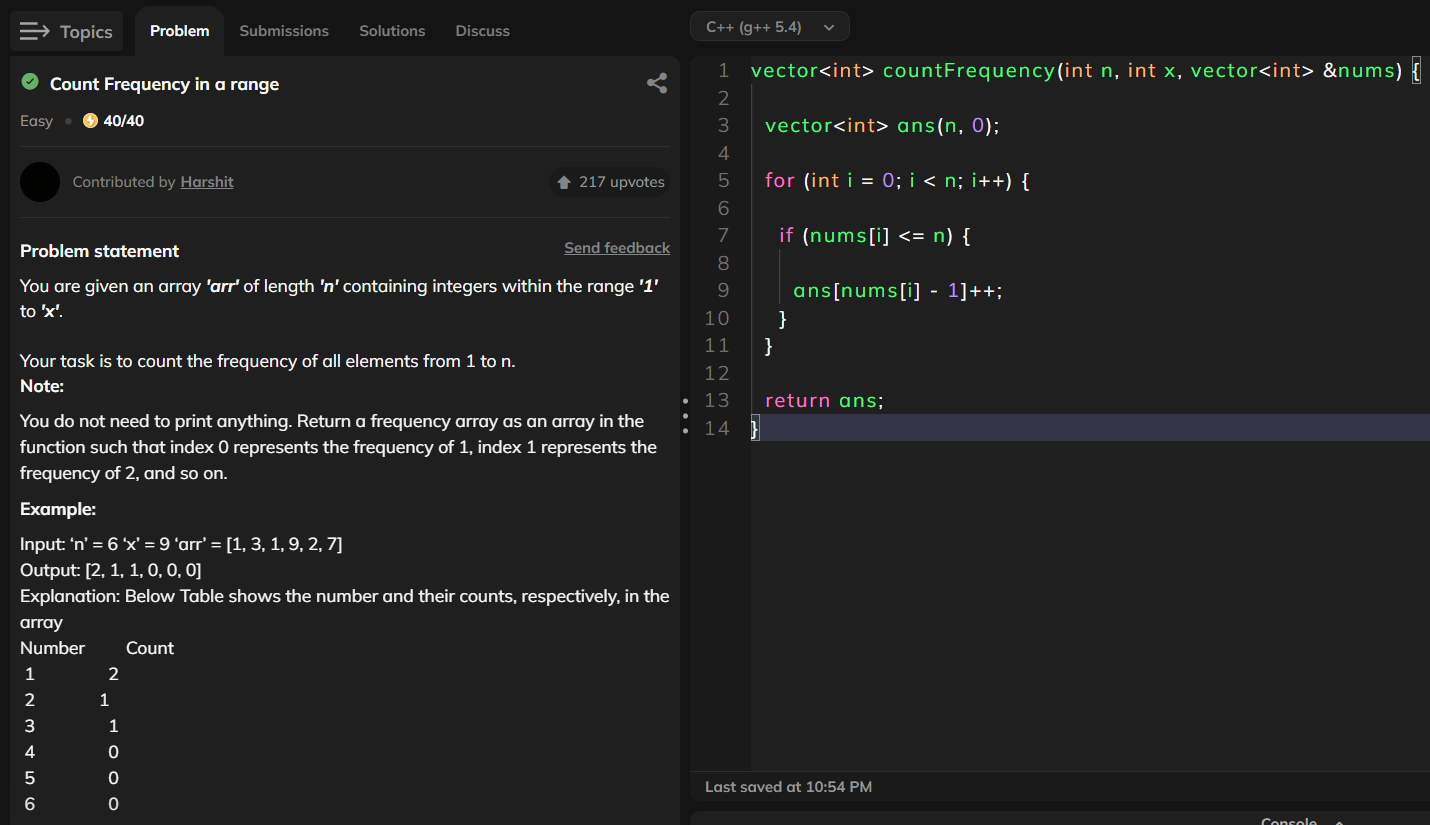 Topics
Problem
Submissions
Solutions
Discuss
Count Frequency in a range
Easy
40/40
Contributed by Harshit
217 upvotes
Problem statement
Send feedback
You are given an array 'arr' of length 'n' containing integers within the range '1'
to 'x'.
Your task is to count the frequency of all elements from 1 to n.
Note:
You do not need to print anything. Return a frequency array as an array in the
function such that index 0 represents the frequency of 1, index 1 represents the
frequency of 2, and so on.
Example:
Input: ‘n’ = 6 ‘x’ = 9 ‘arr’ = [1, 3, 1, 9, 2, 7]
Output: [2, 1, 1, 0, 0, 0]
Explanation: Below Table shows the number and their counts, respectively, in the
array
Number Count
1 2
2 1
3 1
4 0
5 0
6 0
C++ (g++ 5.4)
1 vector<int> countFrequency(int n, int x, vector<int> &nums) {
2
3 vector<int> ans(n, 0);
4
5 for (int i = 0; i < n; i++) {
6
7 if (nums[i] <= n) {
8
9 ans[nums[i] - 1]++;
10 }
11 }
12
13 return ans;
14 }
Last saved at 10:54 PM
Console